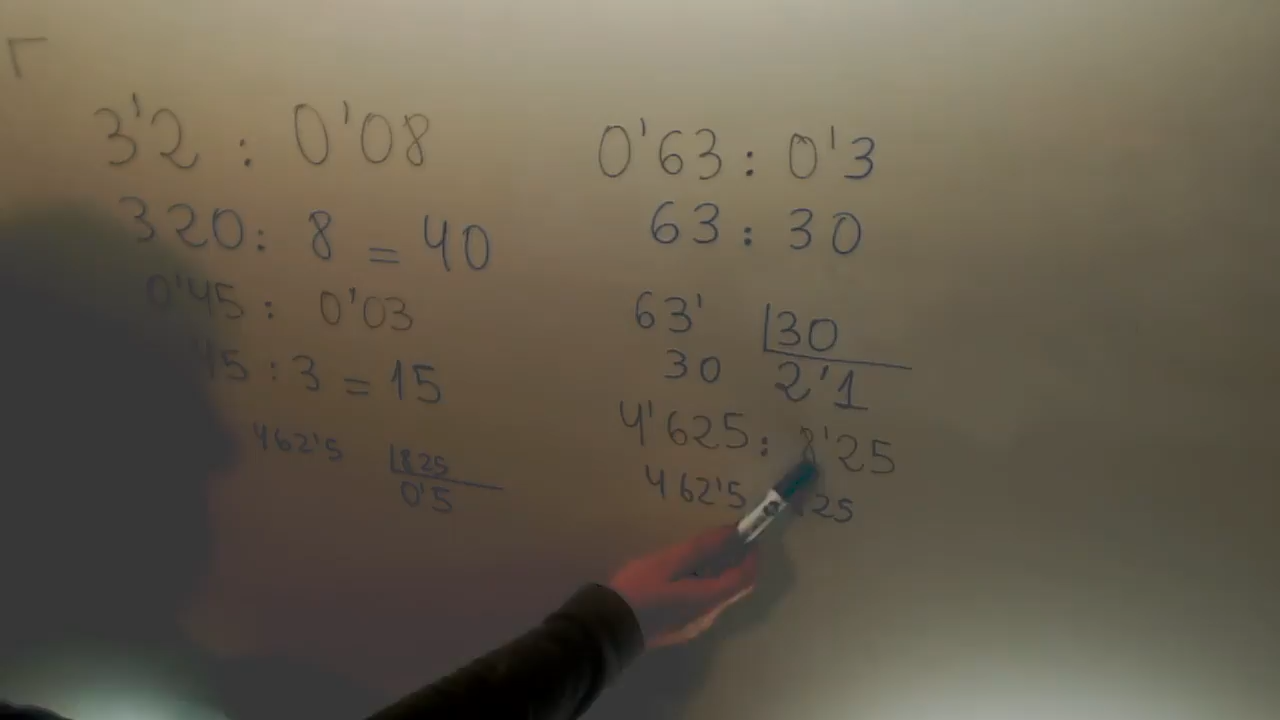 3'2 : 0'08
320 : 8 = 40
0'45 : 0'03
45 : 3 = 15
462'5 825
0'5
0'63 : 0'3
63 : 30
63' 30
30 2'1
4'625 : 8'25
462'5 25